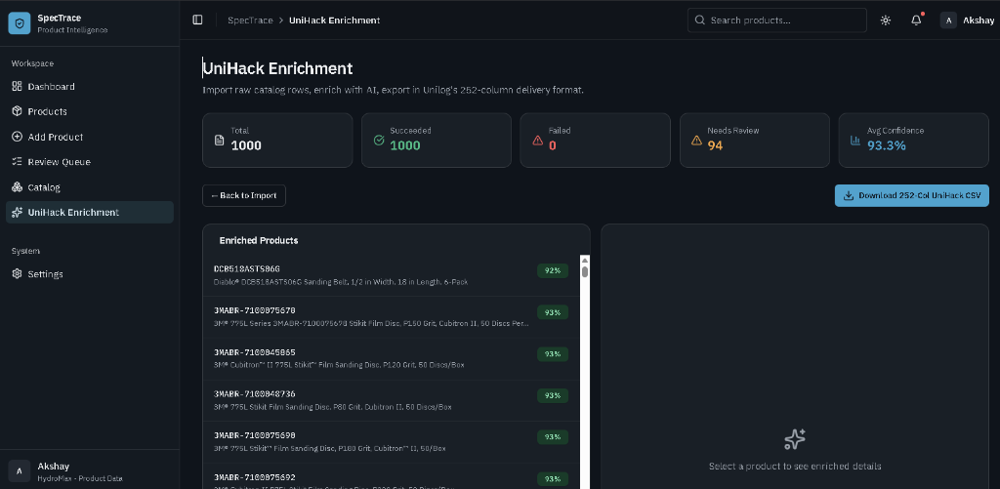 SpecTrace
Product Intelligence
SpecTrace > UniHack Enrichment
Search products...
A
Akshay
Workspace
Dashboard
Products
Add Product
Review Queue
Catalog
UniHack Enrichment
System
Settings
A
Akshay
HydroMax - Product Data
UniHack Enrichment
Import raw catalog rows, enrich with AI, export in Unilog's 252-column delivery format.
Total
1000
Succeeded
1000
Failed
0
Needs Review
94
Avg Confidence
93.3%
← Back to Import
Download 252-Col UniHack CSV
Enriched Products
DCB518ASTS06G
92%
Diablo® DCB518ASTS06G Sanding Belt, 1/2 in Width, 18 in Length, 6-Pack
3MABR-7100075678
93%
3M® 775L Series 3MABR-7100075678 Stikit Film Disc, P150 Grit, Cubitron II, 50 Discs Per...
3MABR-7100045865
93%
3M® Cubitron™ II 775L Stikit™ Film Sanding Disc, P120 Grit, 50 Discs/Box
3MABR-7100048736
93%
3M® 775L Stikit Film Sanding Disc, P80 Grit, Cubitron II, 50 Discs/Box
3MABR-7100075690
93%
3M® 775L Stikit™ Film Sanding Disc, P180 Grit, Cubitron™ II, 50/Box
3MABR-7100075692
93%
Select a product to see enriched details